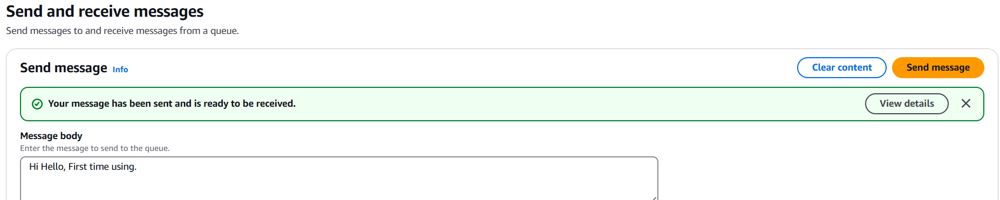 Send and receive messages
Send messages to and receive messages from a queue.
Send message Info Clear content Send message
Your message has been sent and is ready to be received. View details
Message body
Enter the message to send to the queue.
Hi Hello, First time using.